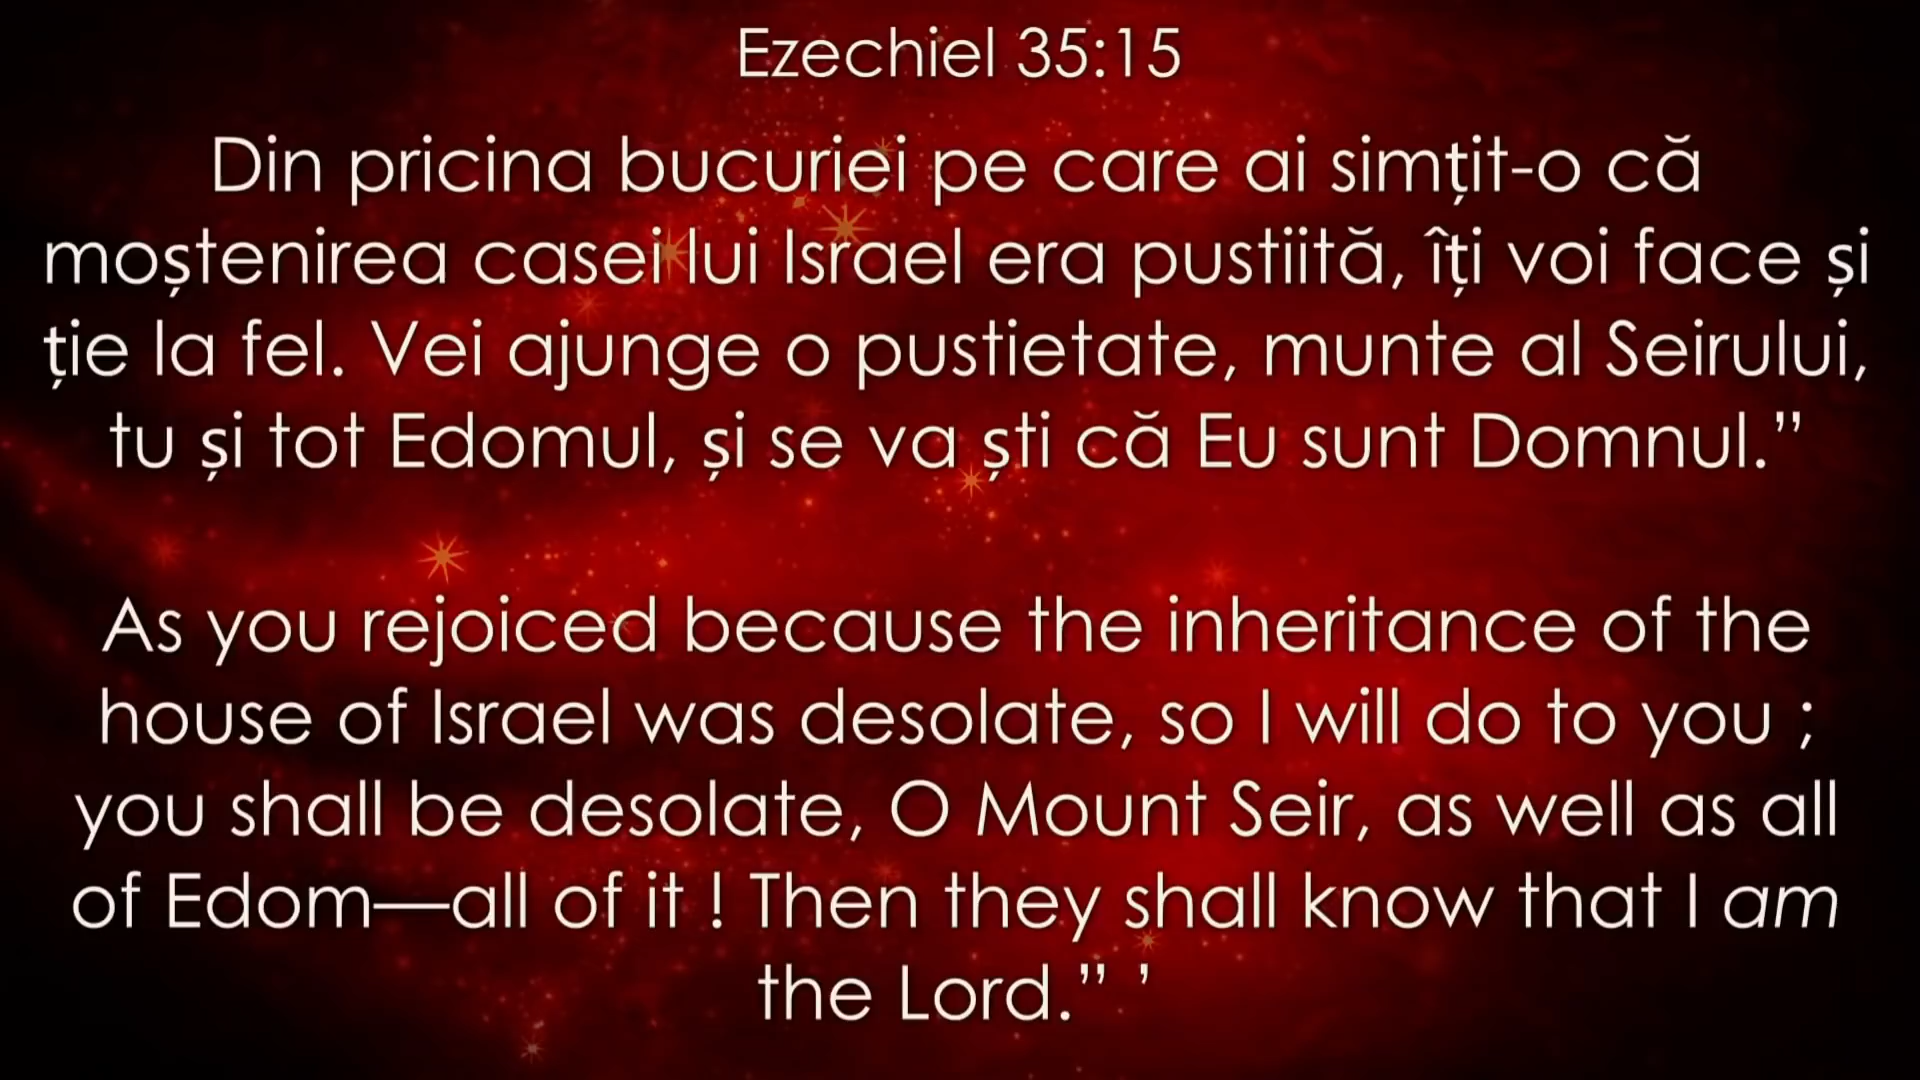 Ezechiel 35:15
Din pricina bucuriei pe care ai simțit-o că
moștenirea casei lui Israel era pustiită, îți voi face și
ție la fel. Vei ajunge o pustietate, munte al Seirului,
tu și tot Edomul, și se va ști că Eu sunt Domnul.”
As you rejoiced because the inheritance of the
house of Israel was desolate, so I will do to you ;
you shall be desolate, O Mount Seir, as well as all
of Edom—all of it ! Then they shall know that I am
the Lord.” ’